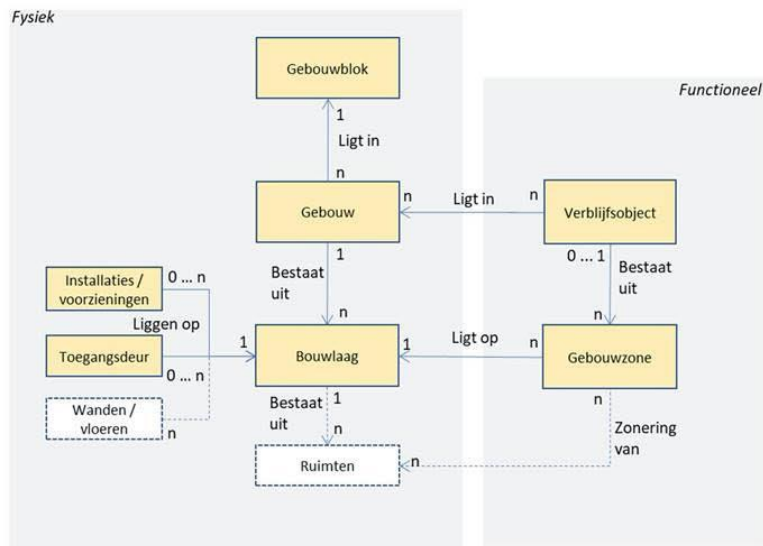 Fysiek
Gebouwblok
Functioneel
1
Ligt in
n
n
Ligt in
n
Gebouw
Verblijfsobject
1
0 ... 1
Bestaat
uit
Bestaat
uit
Installaties /
voorzieningen
0 ... n
n
n
Liggen op
Toegangsdeur
1
Bouwlaag
1
Ligt op
n
Gebouwzone
0 ... n
Wanden /
vloeren
n
Bestaat
uit
1
n
n
Zonering
van
Ruimten
n